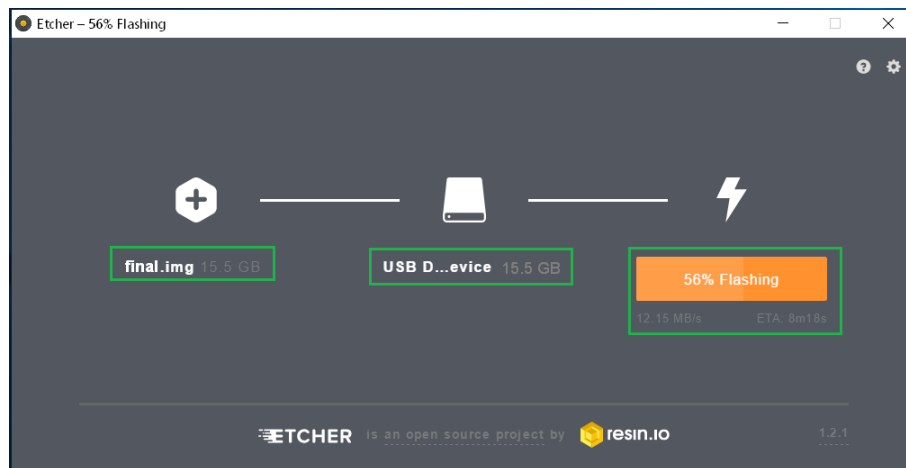 Etcher – 56% Flashing
final.img 15.5 GB
USB D...evice 15.5 GB
56% Flashing
12.15 MB/s ETA: 8m18s
ETCHER is an open source project by resin.io 1.2.1